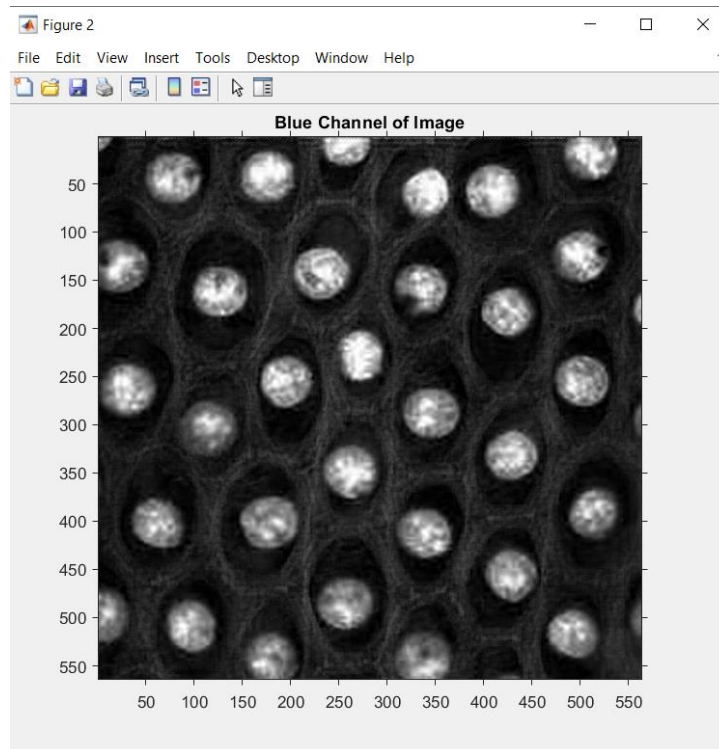 Figure 2
File Edit View Insert Tools Desktop Window Help
Blue Channel of Image
50
100
150
200
250
300
350
400
450
500
550
50 100 150 200 250 300 350 400 450 500 550